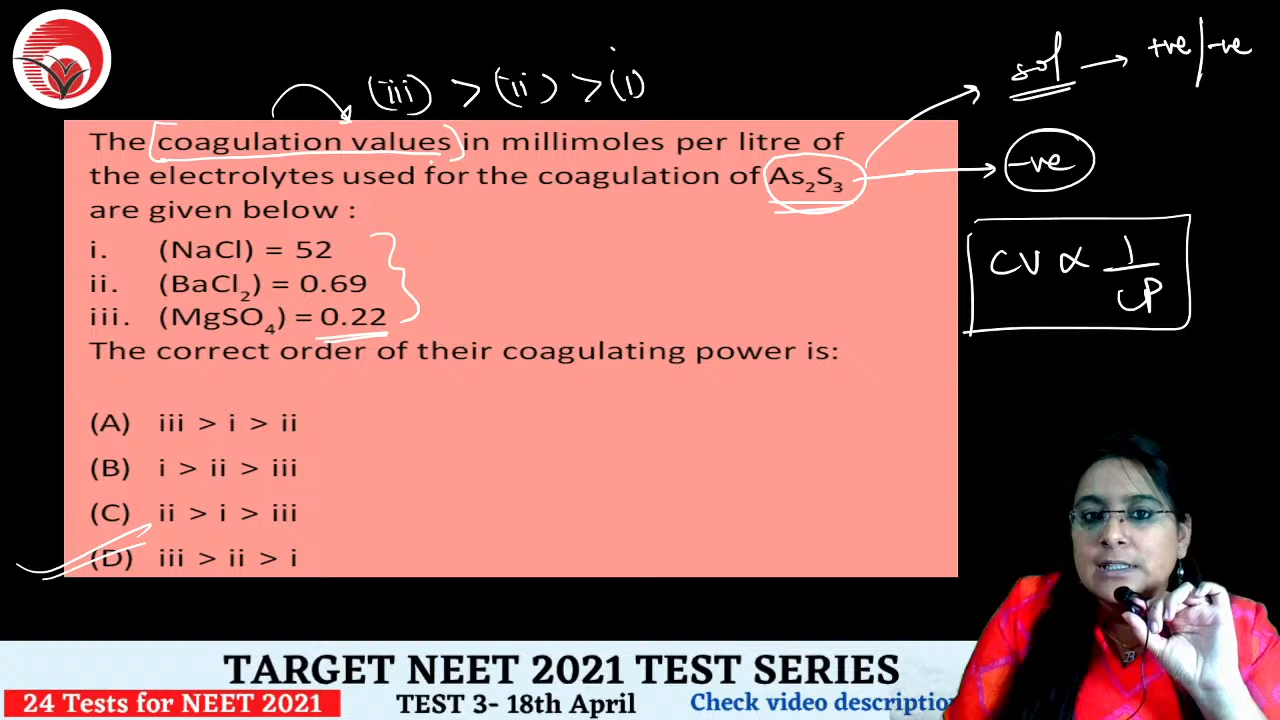 (iii) > (ii) > (i)
sol → +ve | -ve
The coagulation values in millimoles per litre of
the electrolytes used for the coagulation of As₂S₃
are given below :
-ve
i. (NaCl) = 52
ii. (BaCl₂) = 0.69
iii. (MgSO₄) = 0.22
CV ∝ 1/CP
The correct order of their coagulating power is:
(A) iii > i > ii
(B) i > ii > iii
(C) ii > i > iii
(D) iii > ii > i
TARGET NEET 2021 TEST SERIES
24 Tests for NEET 2021 TEST 3- 18th April Check video description